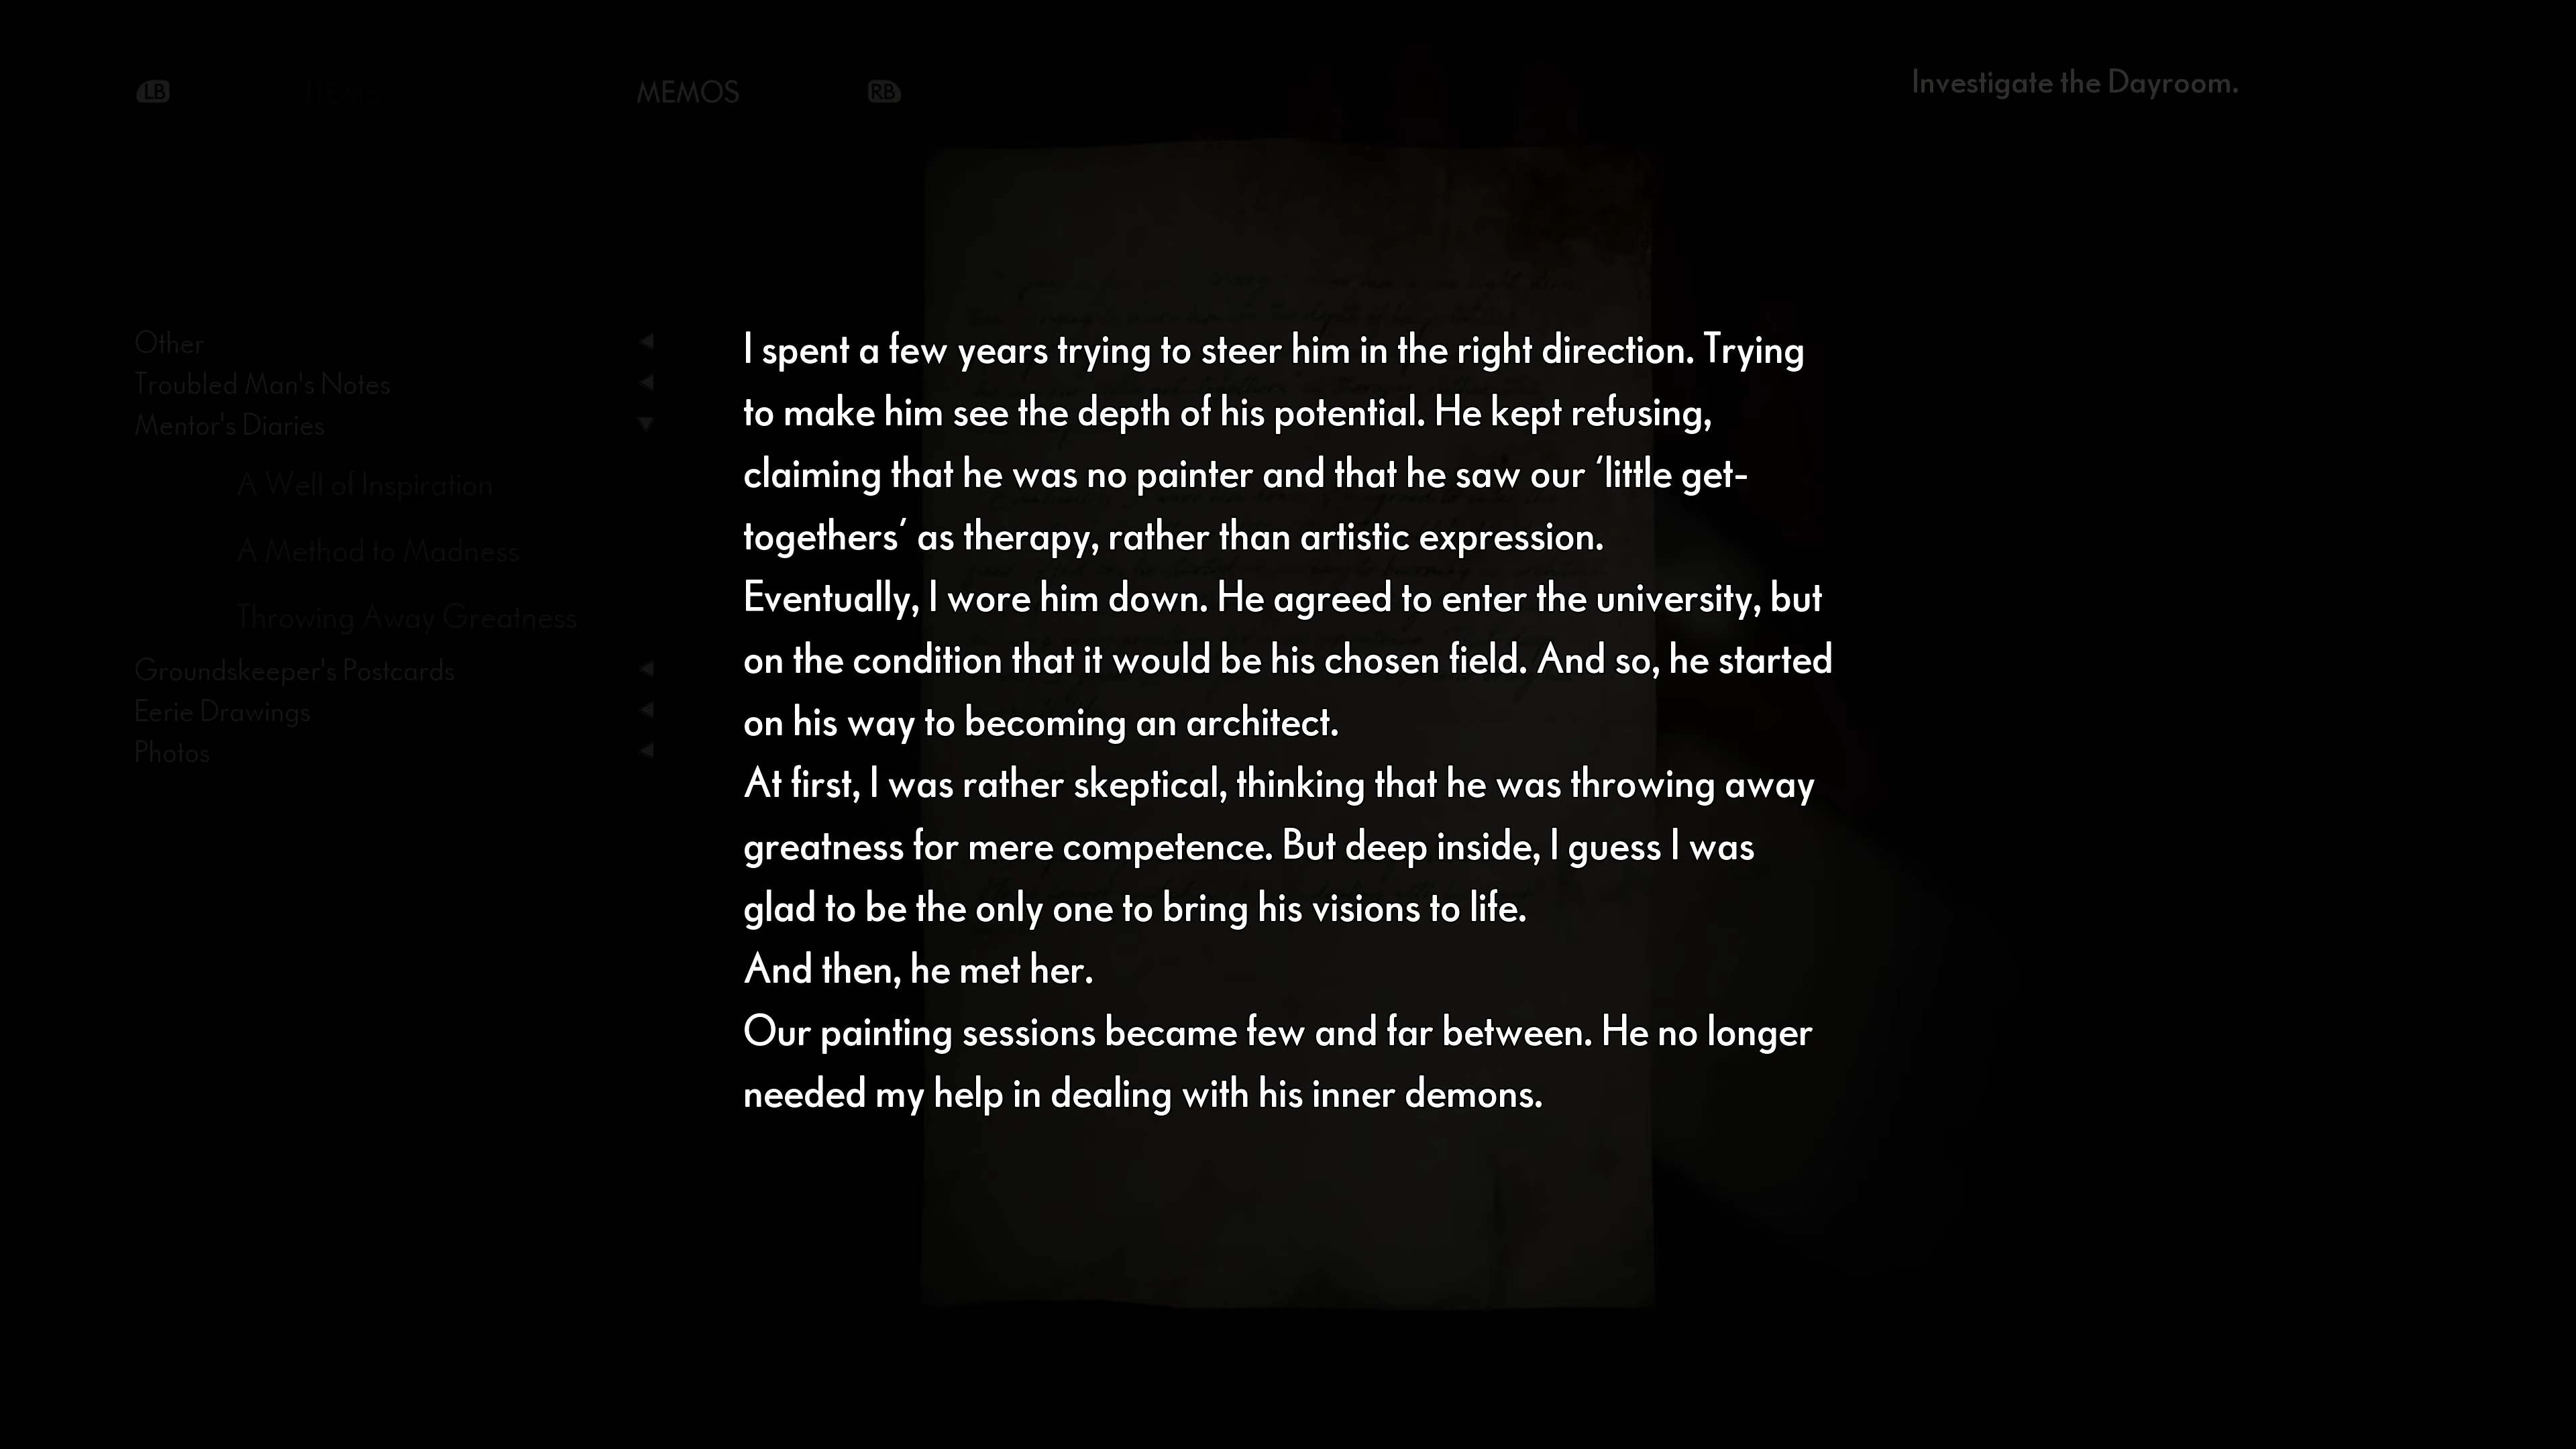 LB
ITEMS
MEMOS
RB
Investigate the Dayroom.
Other
Troubled Man's Notes
Mentor's Diaries
A Well of Inspiration
A Method to Madness
Throwing Away Greatness
Groundskeeper's Postcards
Eerie Drawings
Photos
I spent a few years trying to steer him in the right direction. Trying
to make him see the depth of his potential. He kept refusing,
claiming that he was no painter and that he saw our ‘little get-
togethers’ as therapy, rather than artistic expression.
Eventually, I wore him down. He agreed to enter the university, but
on the condition that it would be his chosen field. And so, he started
on his way to becoming an architect.
At first, I was rather skeptical, thinking that he was throwing away
greatness for mere competence. But deep inside, I guess I was
glad to be the only one to bring his visions to life.
And then, he met her.
Our painting sessions became few and far between. He no longer
needed my help in dealing with his inner demons.